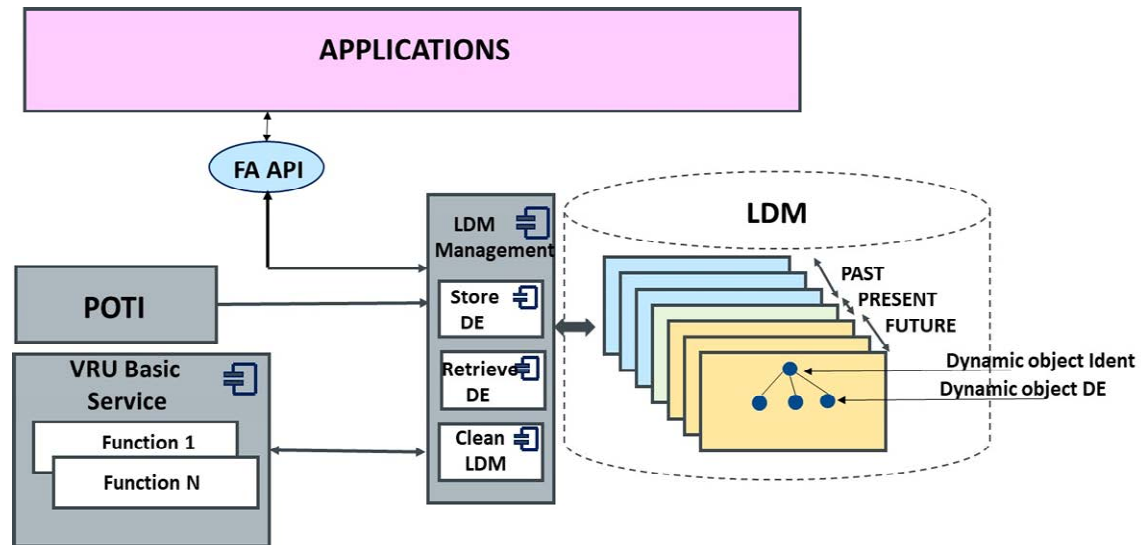 APPLICATIONS
FA API
LDM
Management
Store
DE
Retrieve
DE
Clean
LDM
POTI
VRU Basic
Service
Function 1
Function N
LDM
PAST
PRESENT
FUTURE
Dynamic object Ident
Dynamic object DE